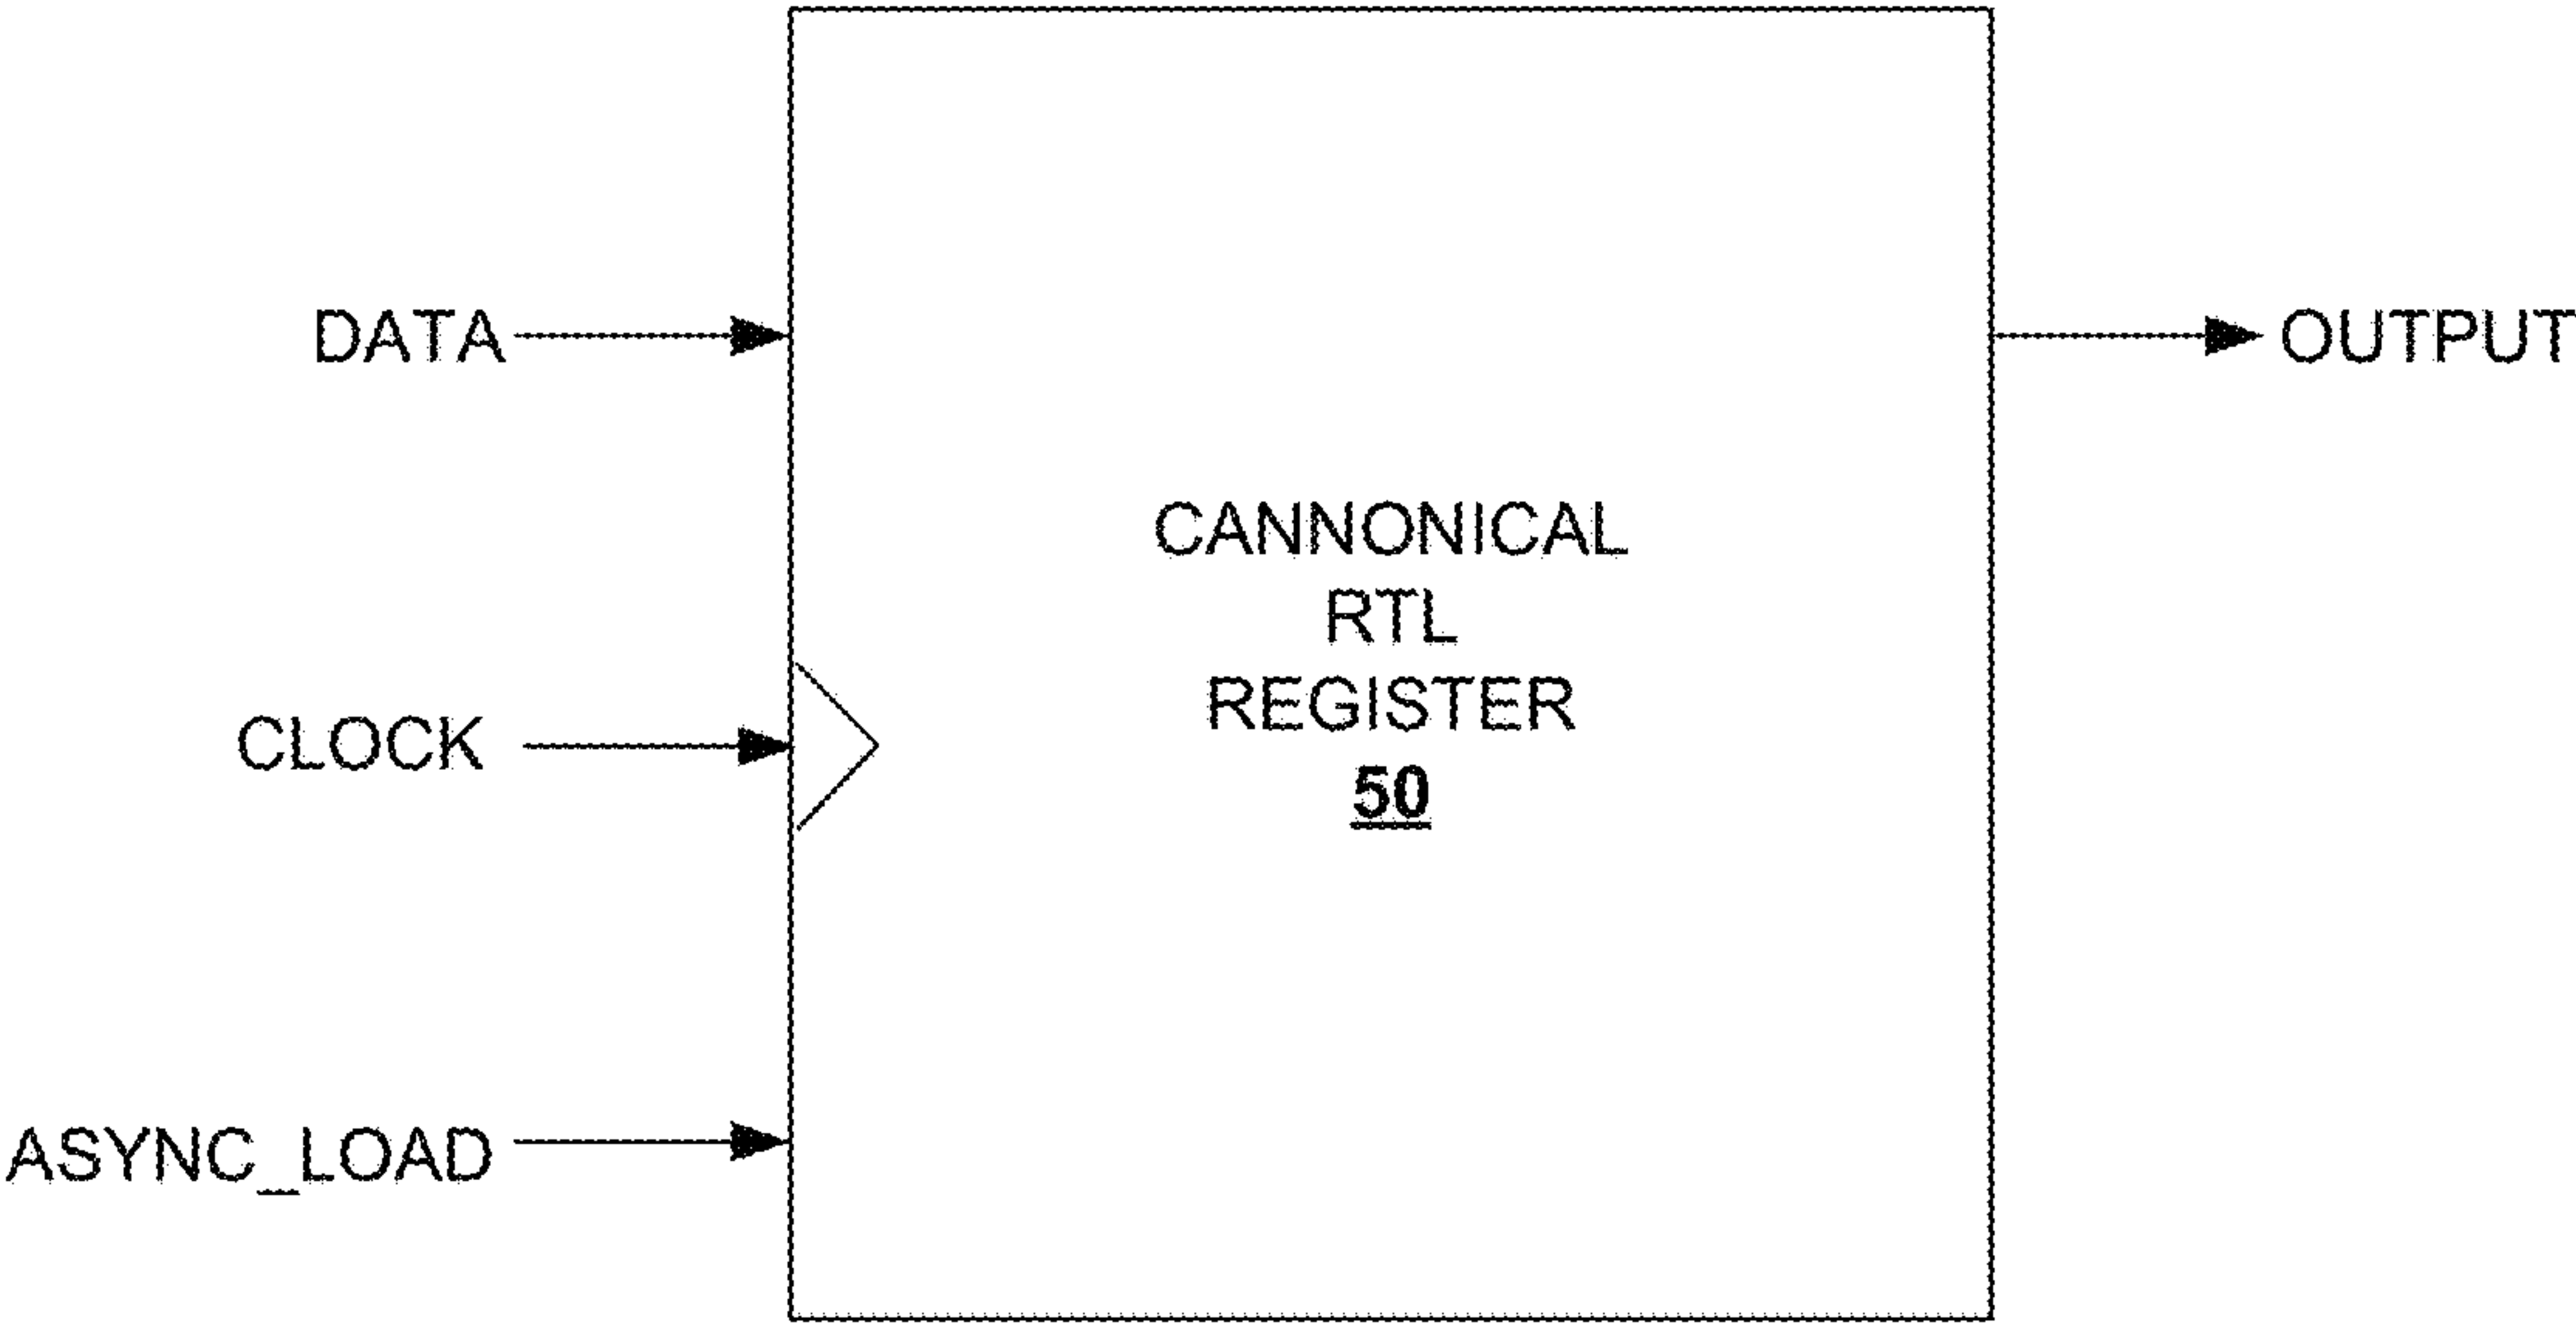 DATA
OUTPUT
CANNONICAL
RTL
REGISTER
50
CLOCK
ASYNC_LOAD